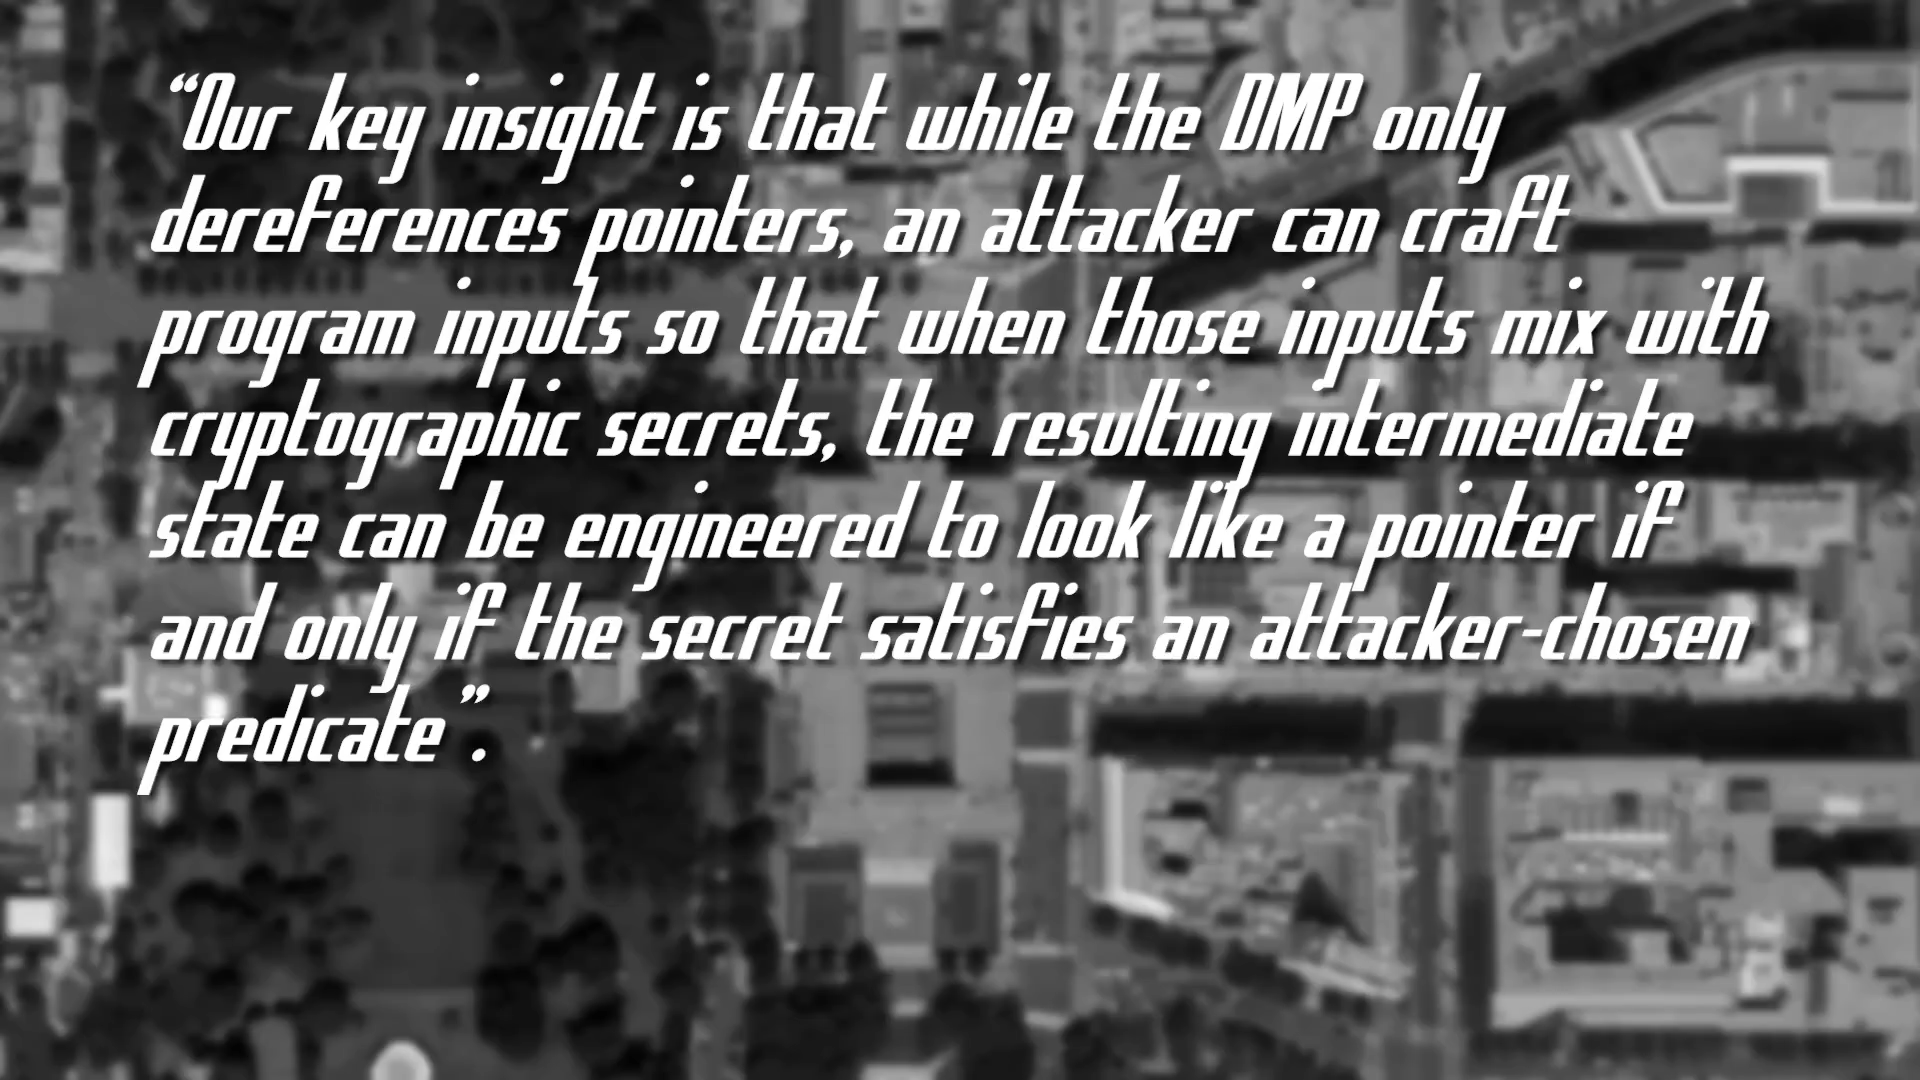 “Our key insight is that while the DMP only
dereferences pointers, an attacker can craft
program inputs so that when those inputs mix with
cryptographic secrets, the resulting intermediate
state can be engineered to look like a pointer if
and only if the secret satisfies an attacker-chosen
predicate”.